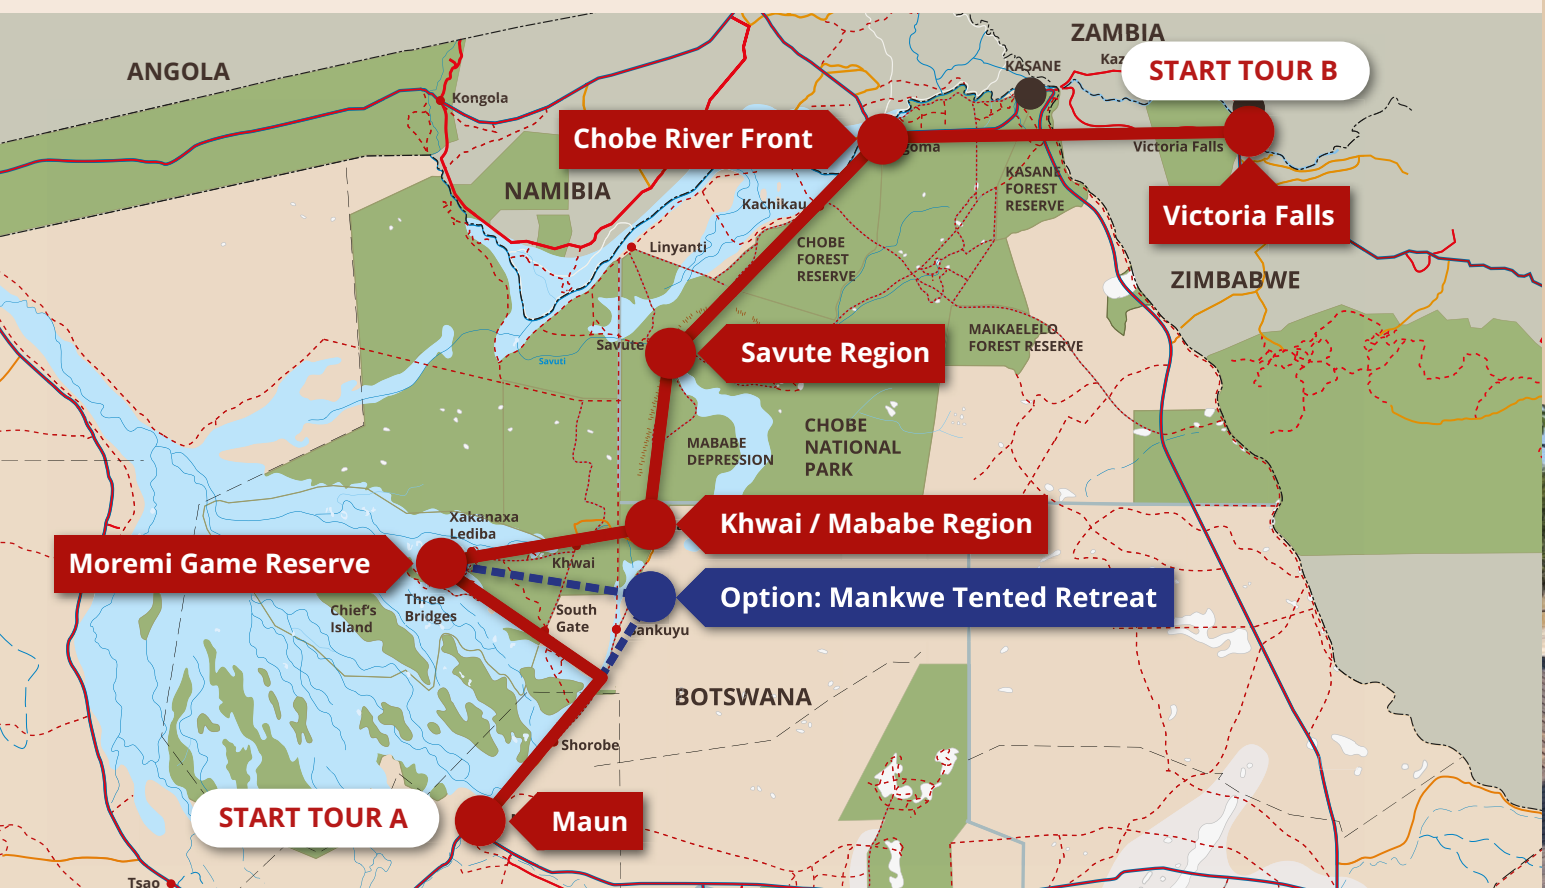 ZAMBIA
ANGOLA
KASANE
START TOUR B
Kongola
Chobe River Front
Victoria Falls
KASANE
FOREST
RESERVE
NAMIBIA
Kachikau
Victoria Falls
Linyanti
CHOBE
FOREST
RESERVE
ZIMBABWE
Savute
Savuti
Savute Region
MAIKAELELO
FOREST RESERVE
CHOBE
NATIONAL
PARK
MABABE
DEPRESSION
Xakanaxa
Lediba
Khwai / Mababe Region
Moremi Game Reserve
Khwai
Three
Bridges
Chief's
Island
South
Gate
Option: Mankwe Tented Retreat
BOTSWANA
Shorobe
START TOUR A
Maun
Tsao